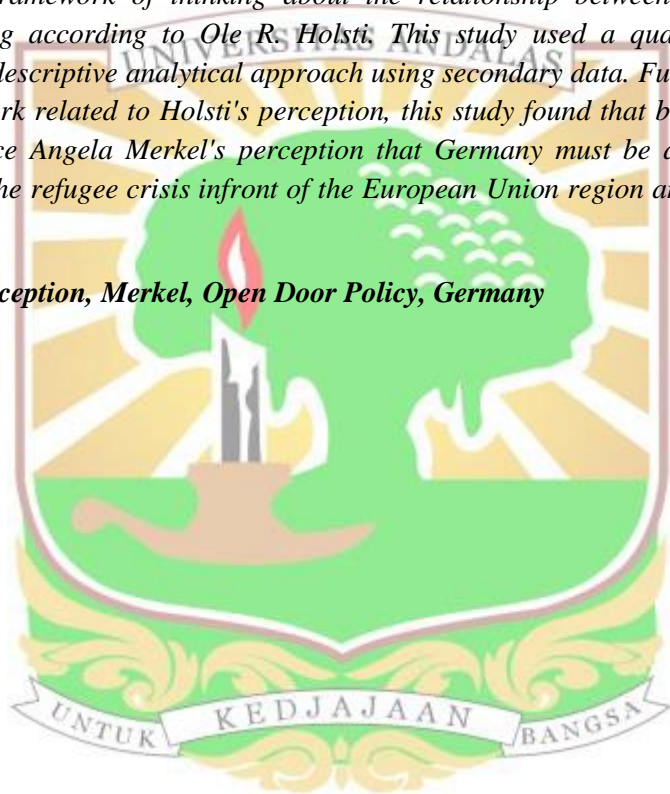 framework of thinking about the relationship between
g according to Ole R. Holsti. This study used a qua
UNIVERSITAS ANDALAS
descriptive analytical approach using secondary data. Fu
rk related to Holsti's perception, this study found that b
ce Angela Merkel's perception that Germany must be a
he refugee crisis infront of the European Union region a
ception, Merkel, Open Door Policy, Germany
UNTUK KEDJAJAAN BANGSA